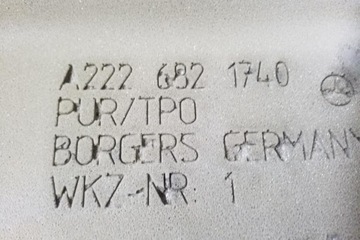 A222 682 1740
PUR/TPO
BORGERS GERMANY
WKZ-NR: 1